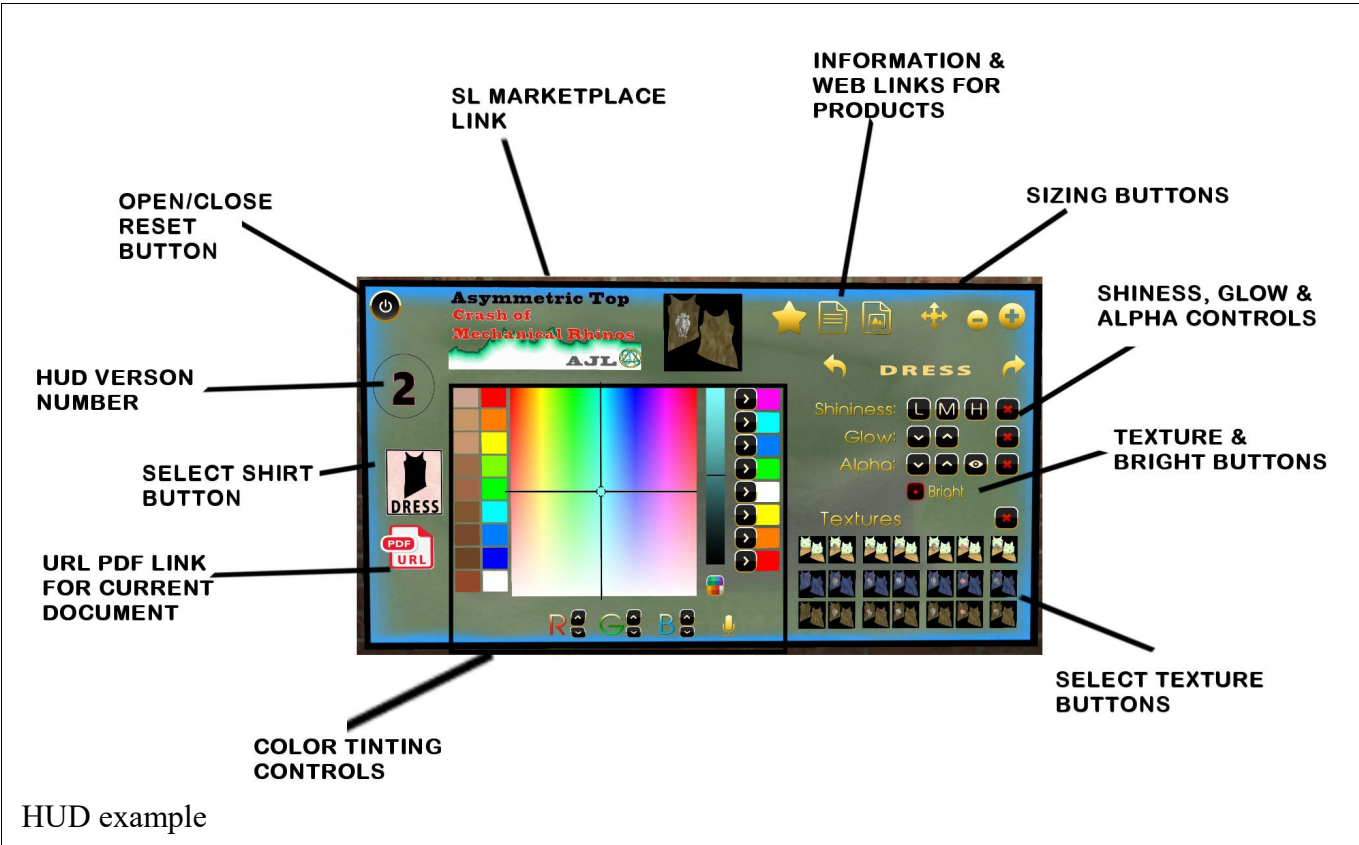 INFORMATION &
WEB LINKS FOR
PRODUCTS
SL MARKETPLACE
LINK
SIZING BUTTONS
OPEN/CLOSE
RESET
BUTTON
SHINESS, GLOW &
ALPHA CONTROLS
HUD VERSON
NUMBER
TEXTURE &
BRIGHT BUTTONS
SELECT SHIRT
BUTTON
URL PDF LINK
FOR CURRENT
DOCUMENT
SELECT TEXTURE
BUTTONS
COLOR TINTING
CONTROLS
Asymmetric Top
Crash of
Mechanical Rhinos
AJL
2
DRESS
PDF
URL
R G B
DRESS
Shininess: L M H
Glow:
Alpha:
Bright
Textures
HUD example